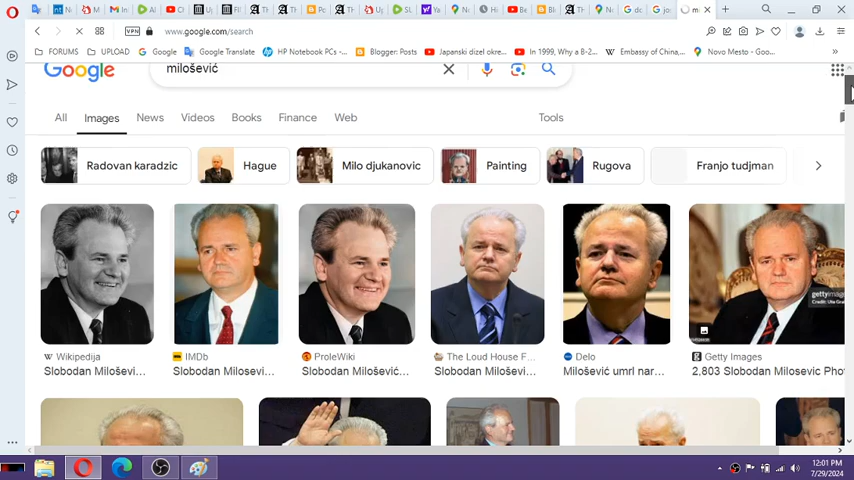 VPN www.google.com/search
FORUMS UPLOAD Google Google Translate HP Notebook PC - ... Blogger: Posts Japanski dizel okre... In 1999, Why a B-2... Embassy of China,... Novo Mesto - Goo...
Google milošević
All Images News Videos Books Finance Web Tools
Radovan karadzic Hague Milo djukanovic Painting Rugova Franjo tudjman
gettyimages
Wikipedija IMDb ProleWiki The Loud House F... Delo Getty Images
Slobodan Miloševi... Slobodan Milosevi... Slobodan Milošević... Slobodan Miloševi... Milošević umrl nar... 2,803 Slobodan Milosevic Phot
12:01 PM
7/29/2024